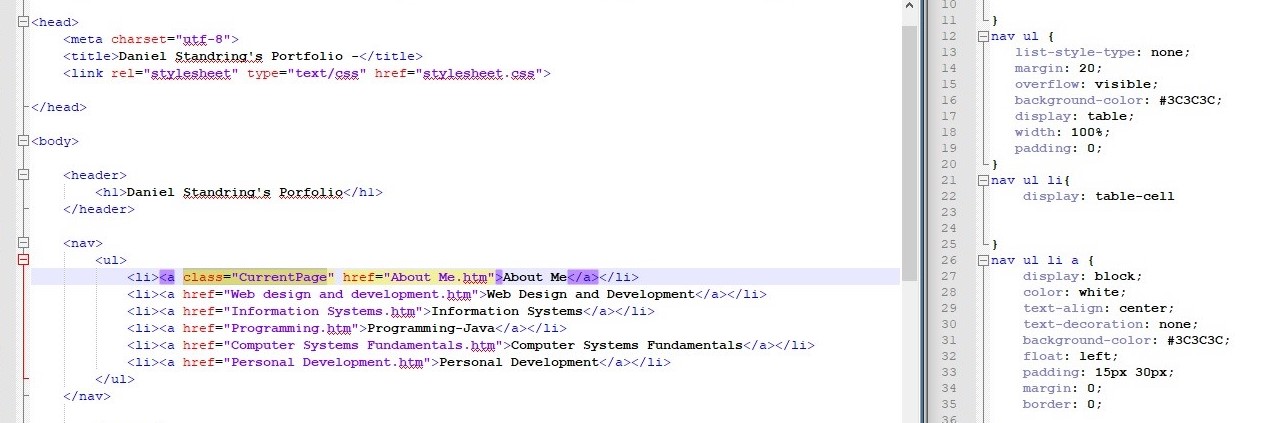 <head>
<meta charset="utf-8">
<title>Daniel Standring's Portfolio -</title>
<link rel="stylesheet" type="text/css" href="stylesheet.css">
</head>
<body>
<header>
<h1>Daniel Standring's Porfolio</h1>
</header>
<nav>
<ul>
<li><a class="CurrentPage" href="About Me.htm">About Me</a></li>
<li><a href="Web design and development.htm">Web Design and Development</a></li>
<li><a href="Information Systems.htm">Information Systems</a></li>
<li><a href="Programming.htm">Programming-Java</a></li>
<li><a href="Computer Systems Fundamentals.htm">Computer Systems Fundamentals</a></li>
<li><a href="Personal Development.htm">Personal Development</a></li>
</ul>
</nav>
10
11 }
12 nav ul {
13 list-style-type: none;
14 margin: 20;
15 overflow: visible;
16 background-color: #3C3C3C;
17 display: table;
18 width: 100%;
19 padding: 0;
20 }
21 nav ul li{
22 display: table-cell
23
24
25 }
26 nav ul li a {
27 display: block;
28 color: white;
29 text-align: center;
30 text-decoration: none;
31 background-color: #3C3C3C;
32 float: left;
33 padding: 15px 30px;
34 margin: 0;
35 border: 0;
36